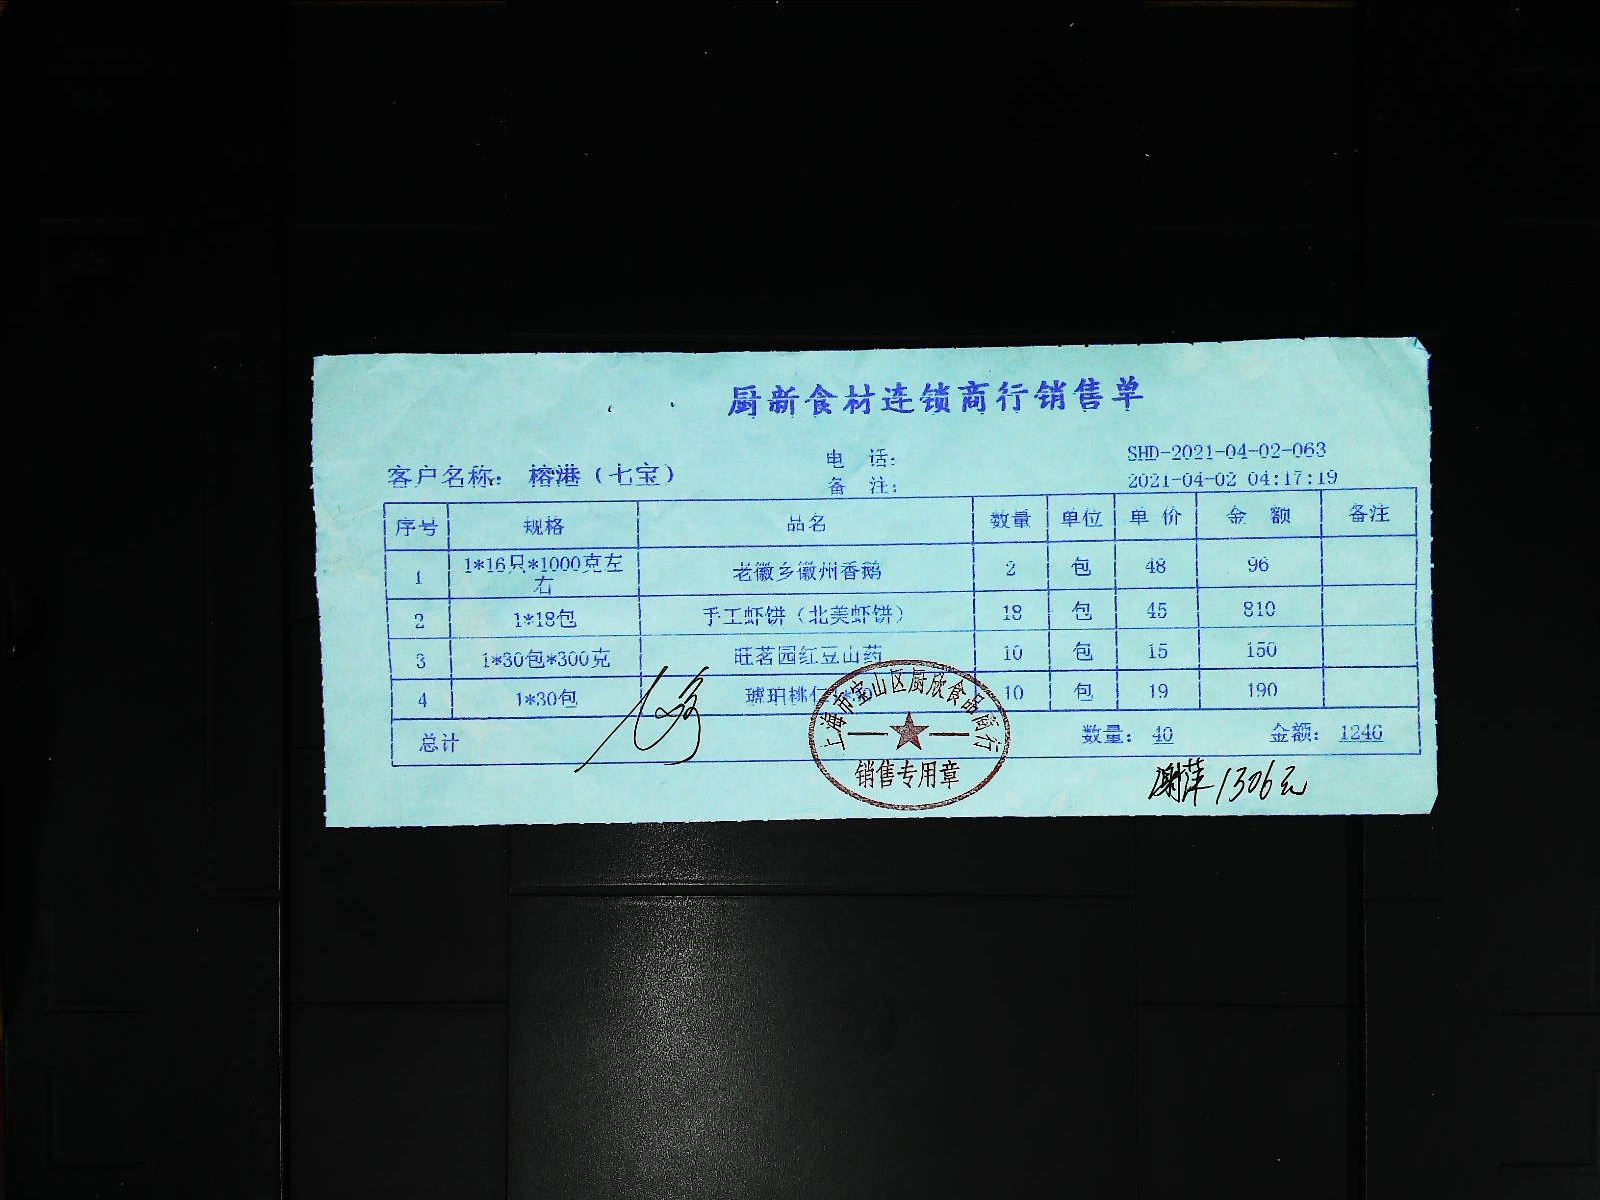 厨新食材连锁商行销售单
电 话: SHD-2021-04-02-063
客户名称: 榕港（七宝） 备 注: 2021-04-02 04:17:19
序号 规格 品名 数量 单位 单 价 金 额 备注
1 1*16只*1000克左右 老徽乡徽州香鹅 2 包 48 96
2 1*18包 手工虾饼（北美虾饼） 18 包 45 810
3 1*30包*300克 旺茗园红豆山药 10 包 15 150
4 1*30包 琥珀桃仁 10 包 19 190
总计 数量: 40 金额: 1246
上海市宝山区厨欣食品商行
销售专用章
谢萍 1306元